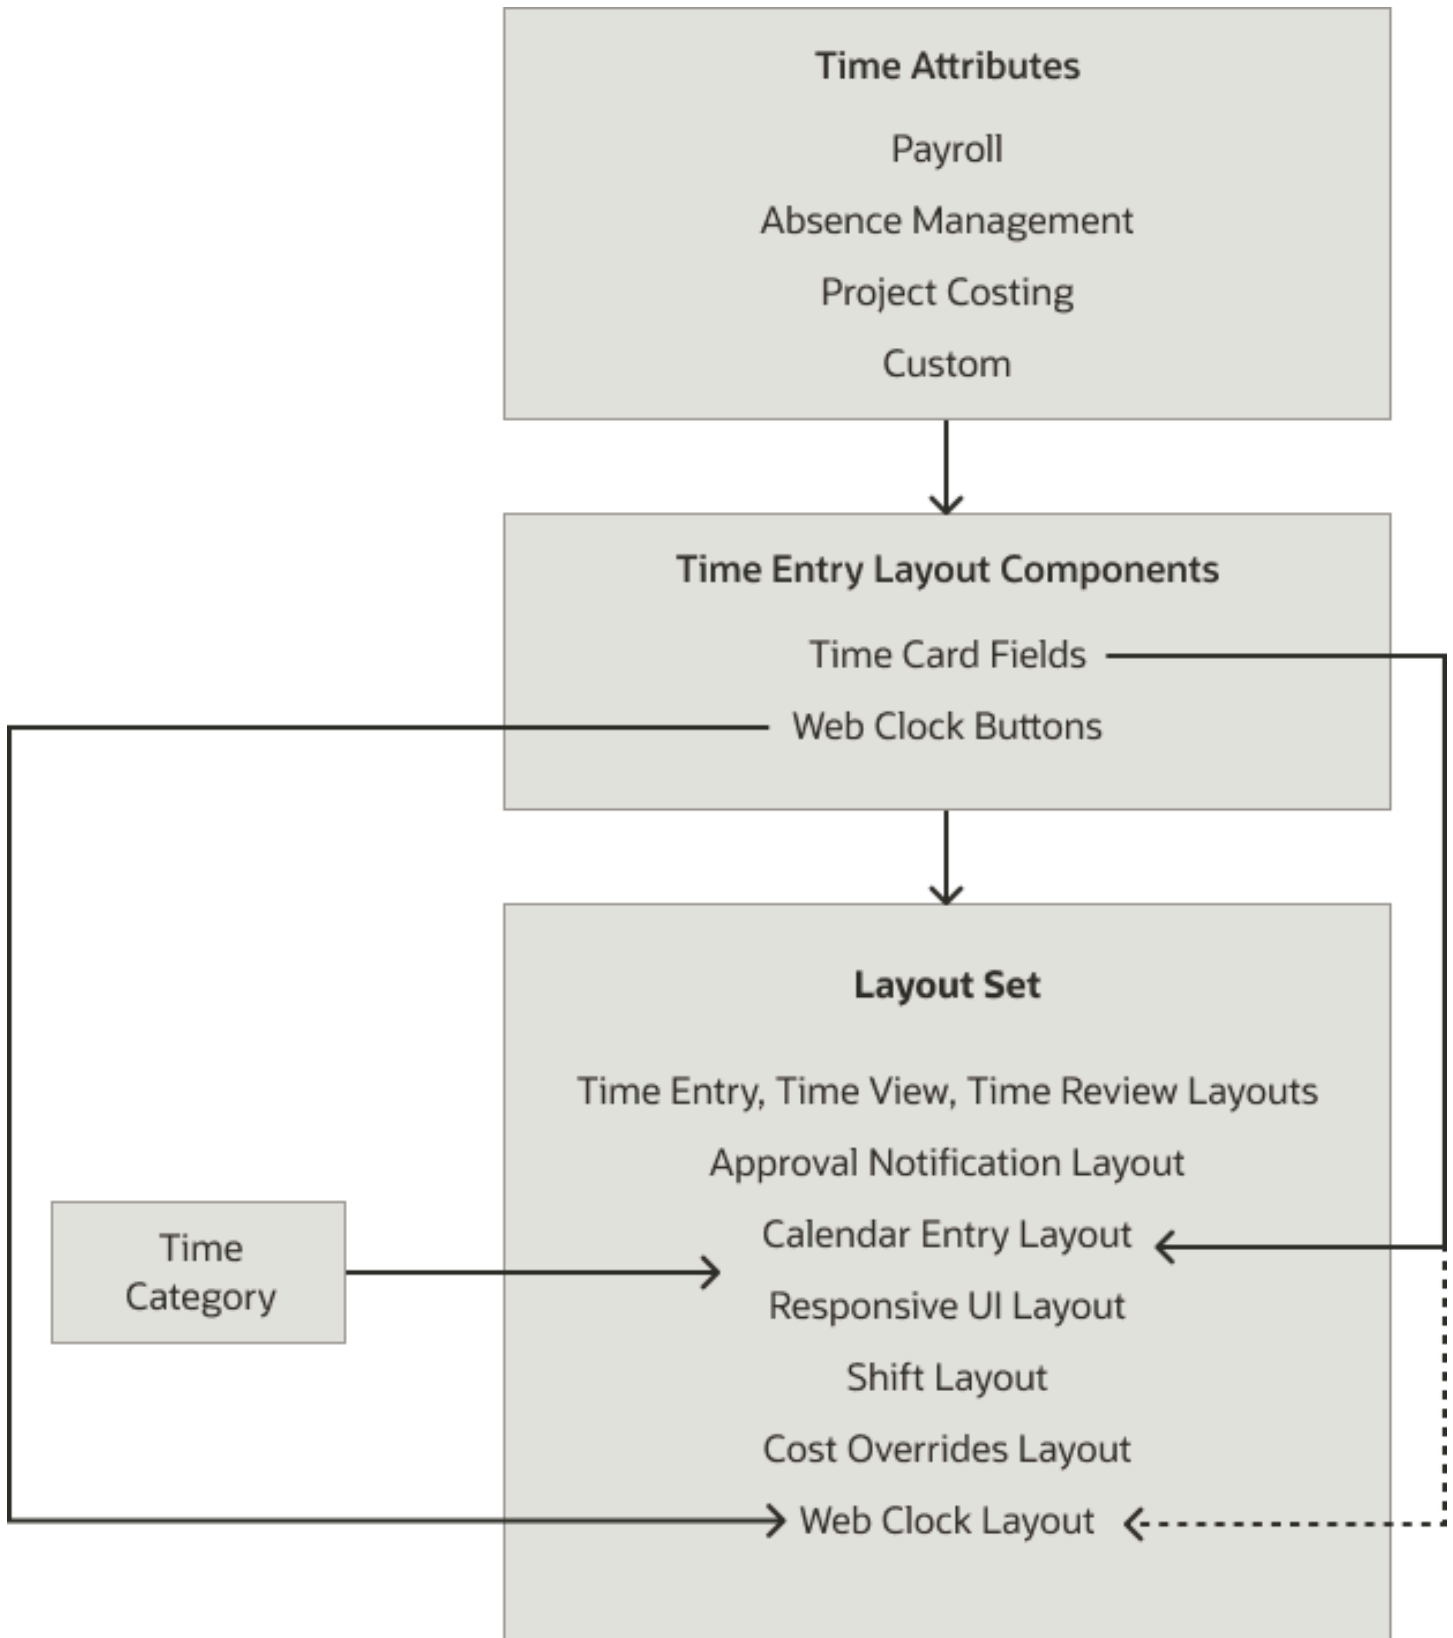 Time Attributes
Payroll
Absence Management
Project Costing
Custom
Time Entry Layout Components
Time Card Fields
Web Clock Buttons
Layout Set
Time Entry, Time View, Time Review Layouts
Approval Notification Layout
Calendar Entry Layout
Time
Category
Responsive UI Layout
Shift Layout
Cost Overrides Layout
Web Clock Layout